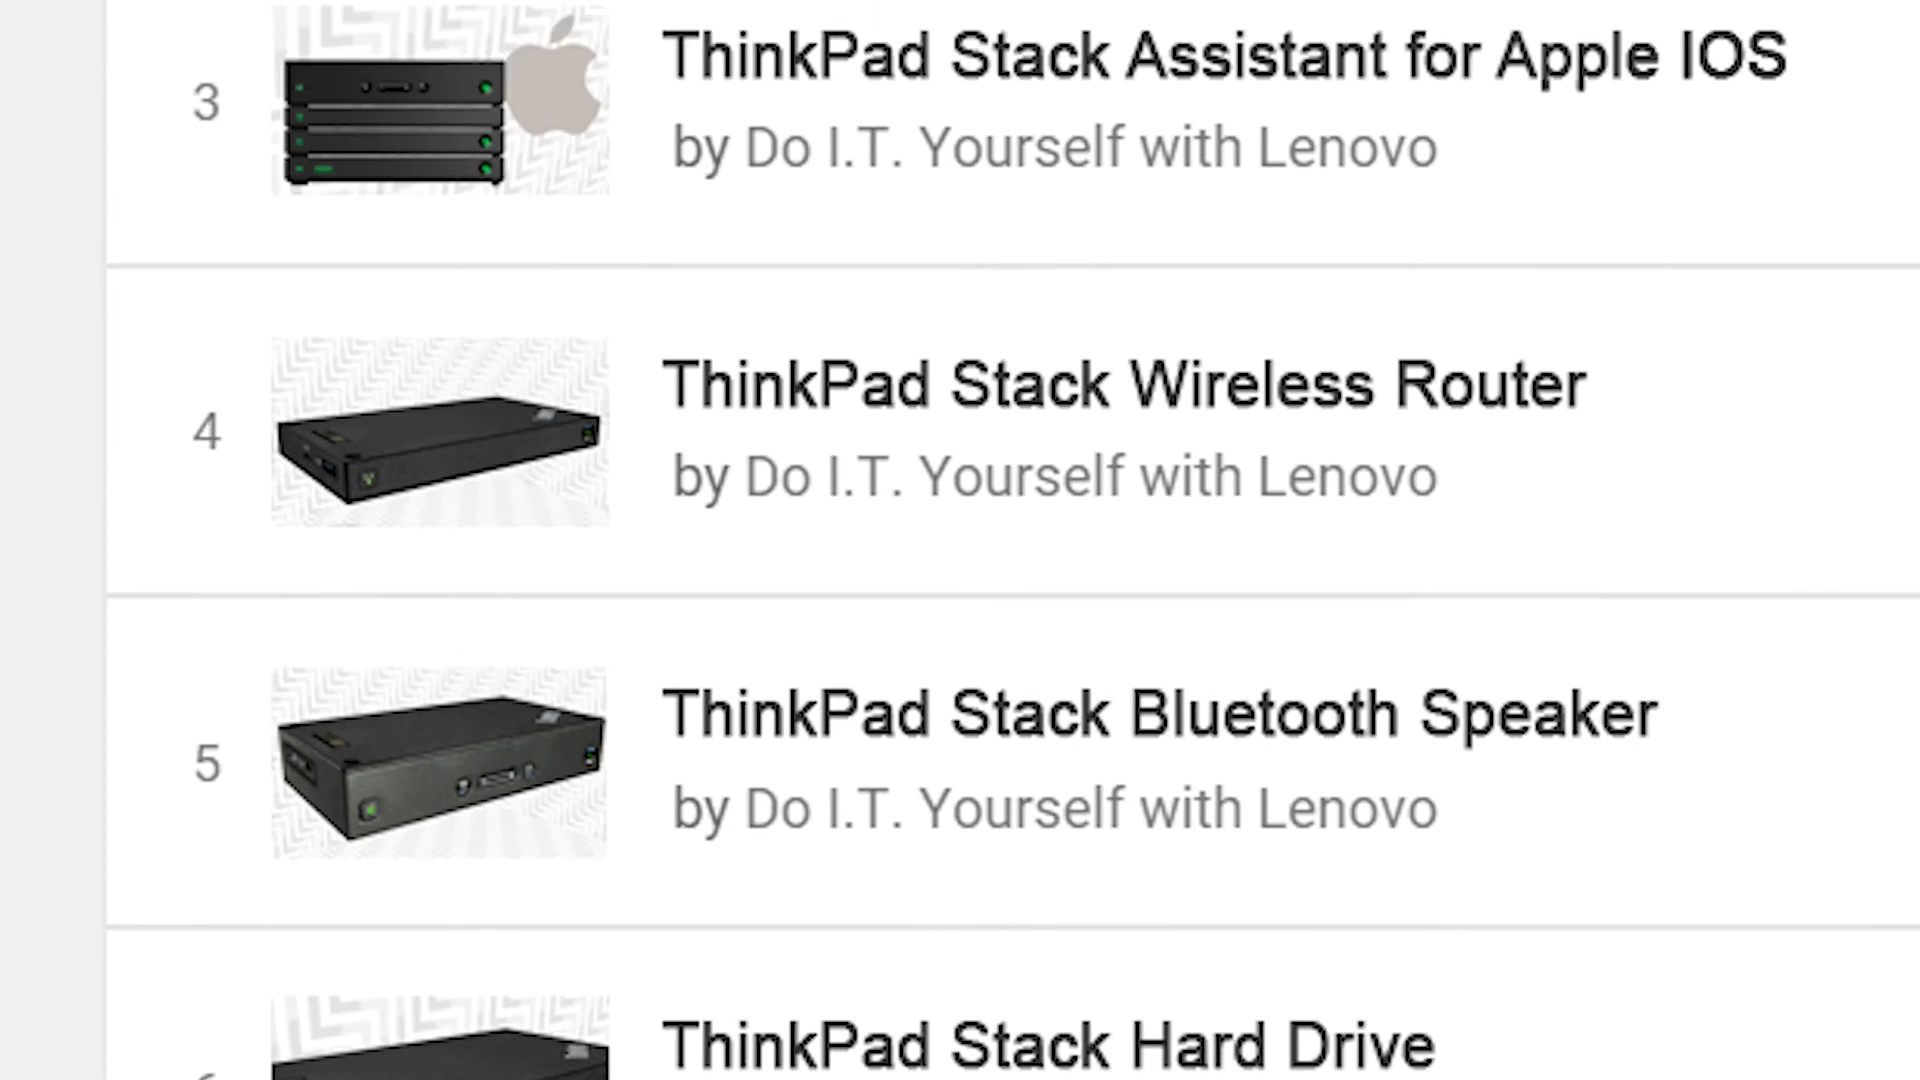 3
ThinkPad Stack Assistant for Apple IOS
by Do I.T. Yourself with Lenovo
4
ThinkPad Stack Wireless Router
by Do I.T. Yourself with Lenovo
5
ThinkPad Stack Bluetooth Speaker
by Do I.T. Yourself with Lenovo
ThinkPad Stack Hard Drive